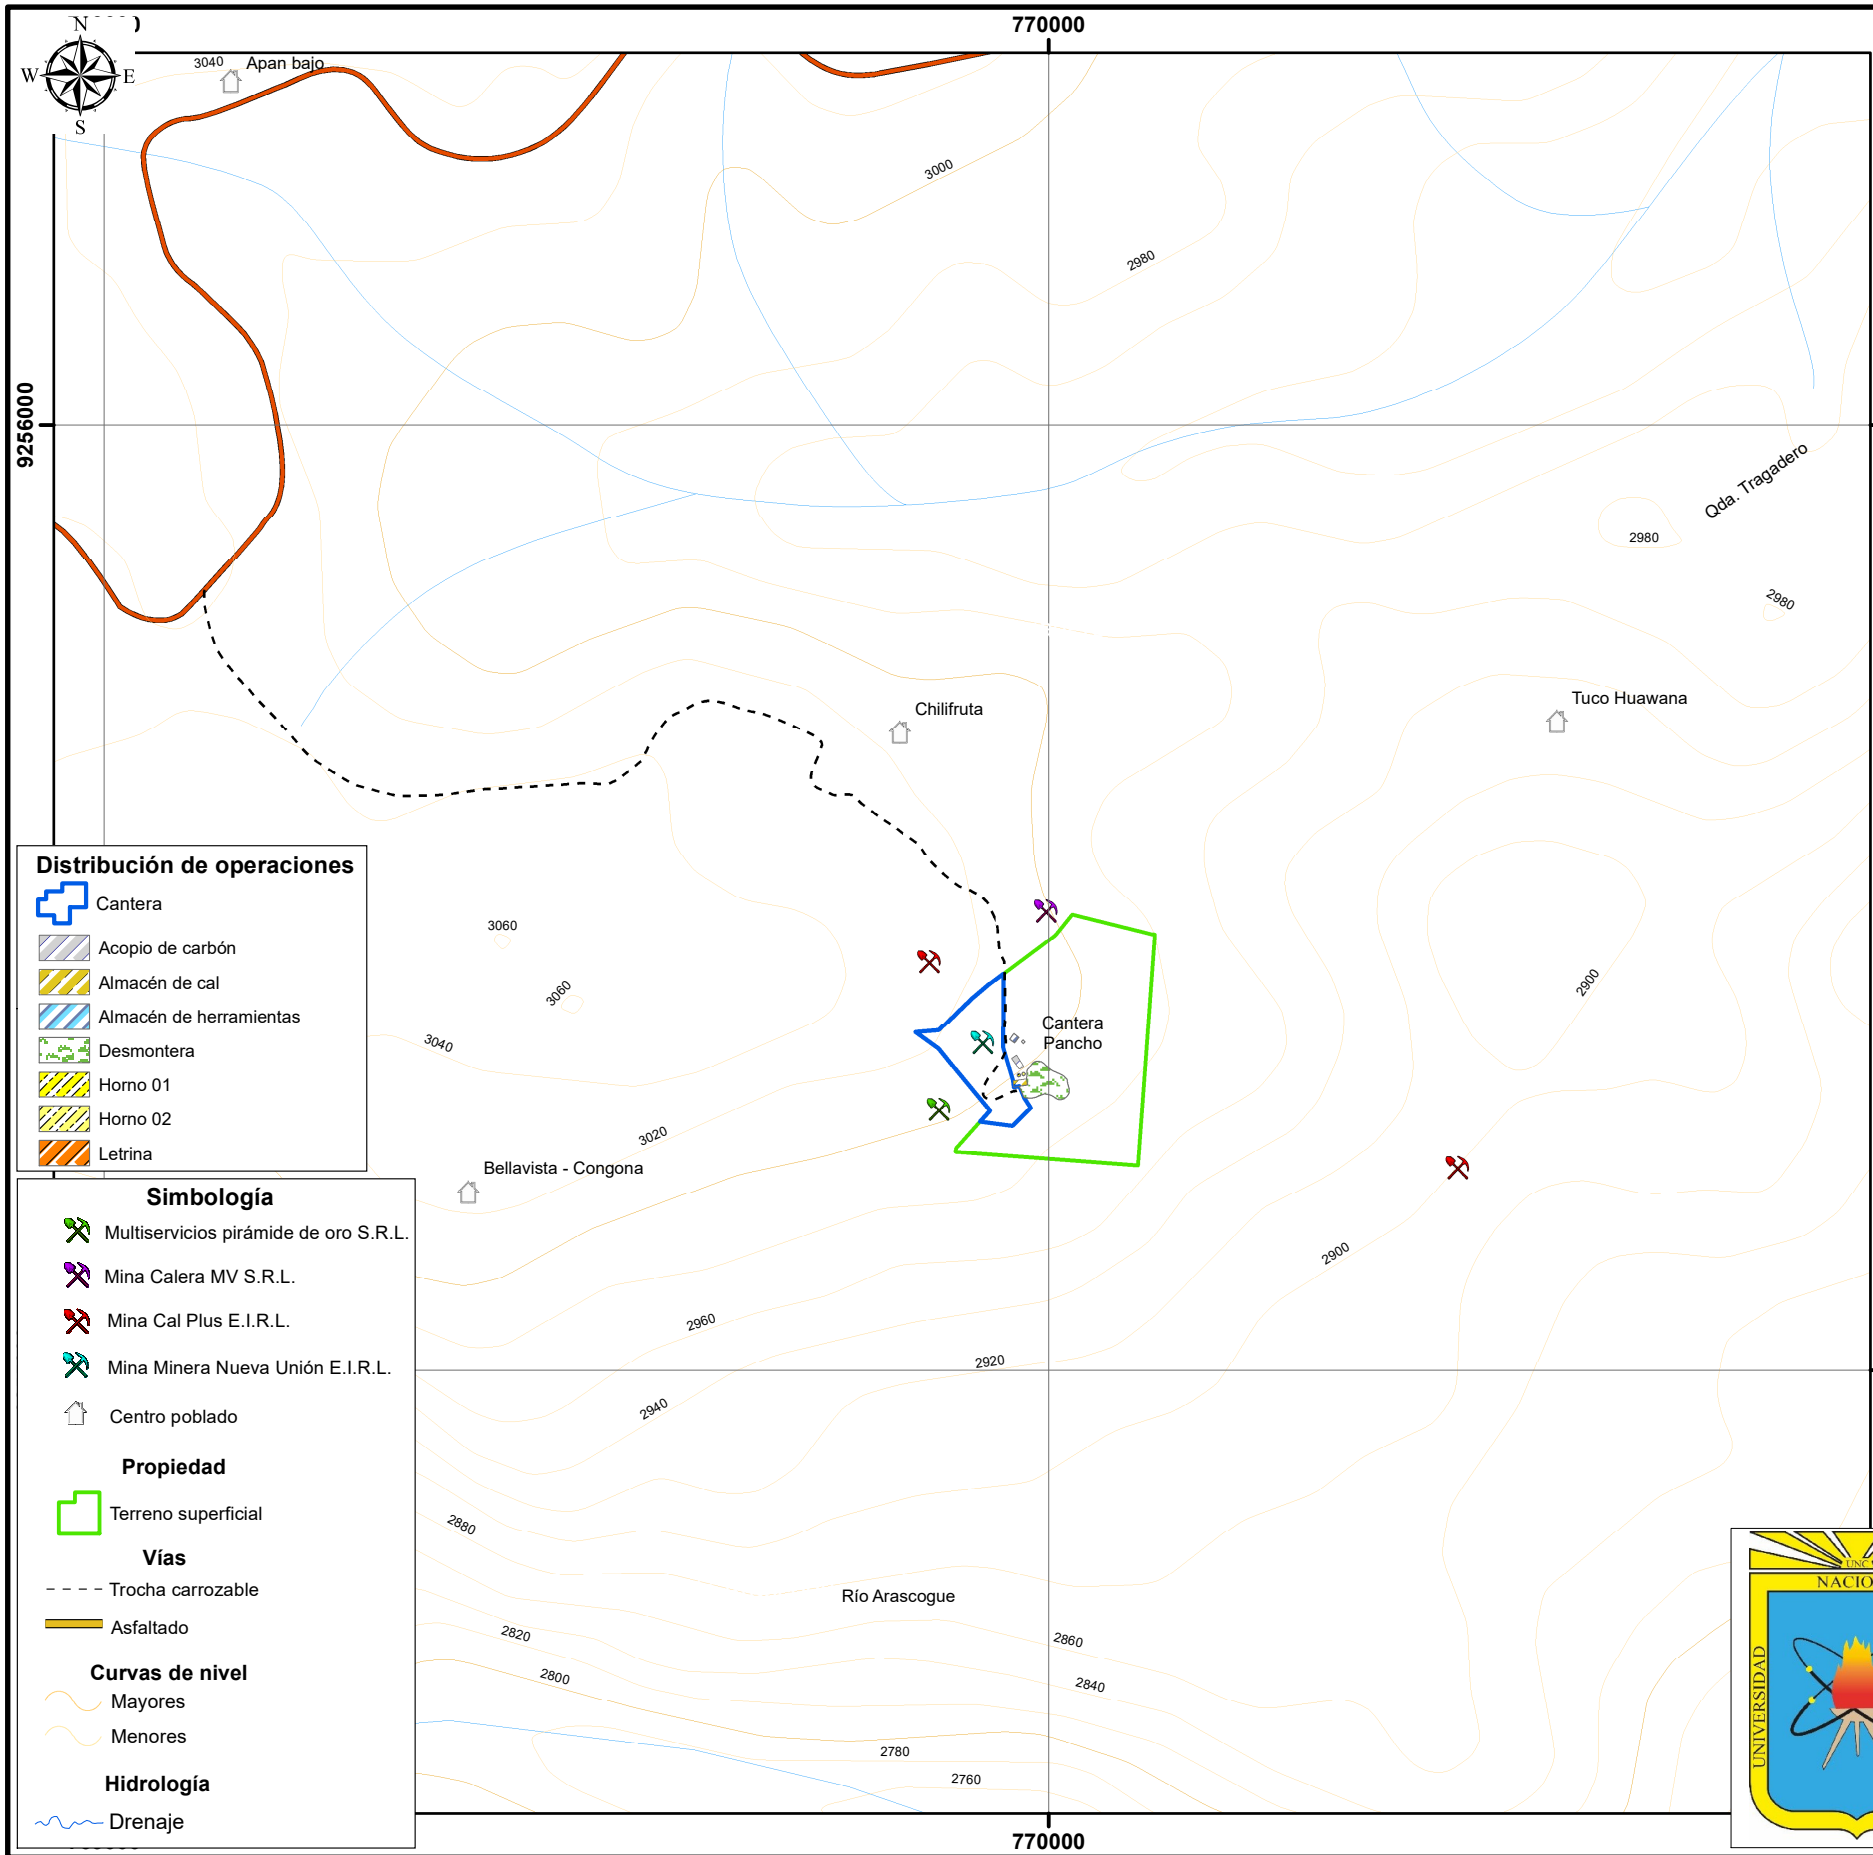 770000
N
W
E
S
3040
Apan bajo
3000
2980
9256000
Qda. Tragadero
2980
2980
Chilifruta
Tuco Huawana
3060
3060
3040
3020
2900
Cantera
Pancho
Bellavista - Congona
2960
2940
2920
2900
2880
Río Arascogue
2820
2800
2860
2840
2780
2760
Distribución de operaciones
Cantera
Acopio de carbón
Almacén de cal
Almacén de herramientas
Desmontera
Horno 01
Horno 02
Letrina
Simbología
Multiservicios pirámide de oro S.R.L.
Mina Calera MV S.R.L.
Mina Cal Plus E.I.R.L.
Mina Minera Nueva Unión E.I.R.L.
Centro poblado
Propiedad
Terreno superficial
Vías
Trocha carrozable
Asfaltado
Curvas de nivel
Mayores
Menores
Hidrología
Drenaje
UNC
NACIO
UNIVERSIDAD
770000